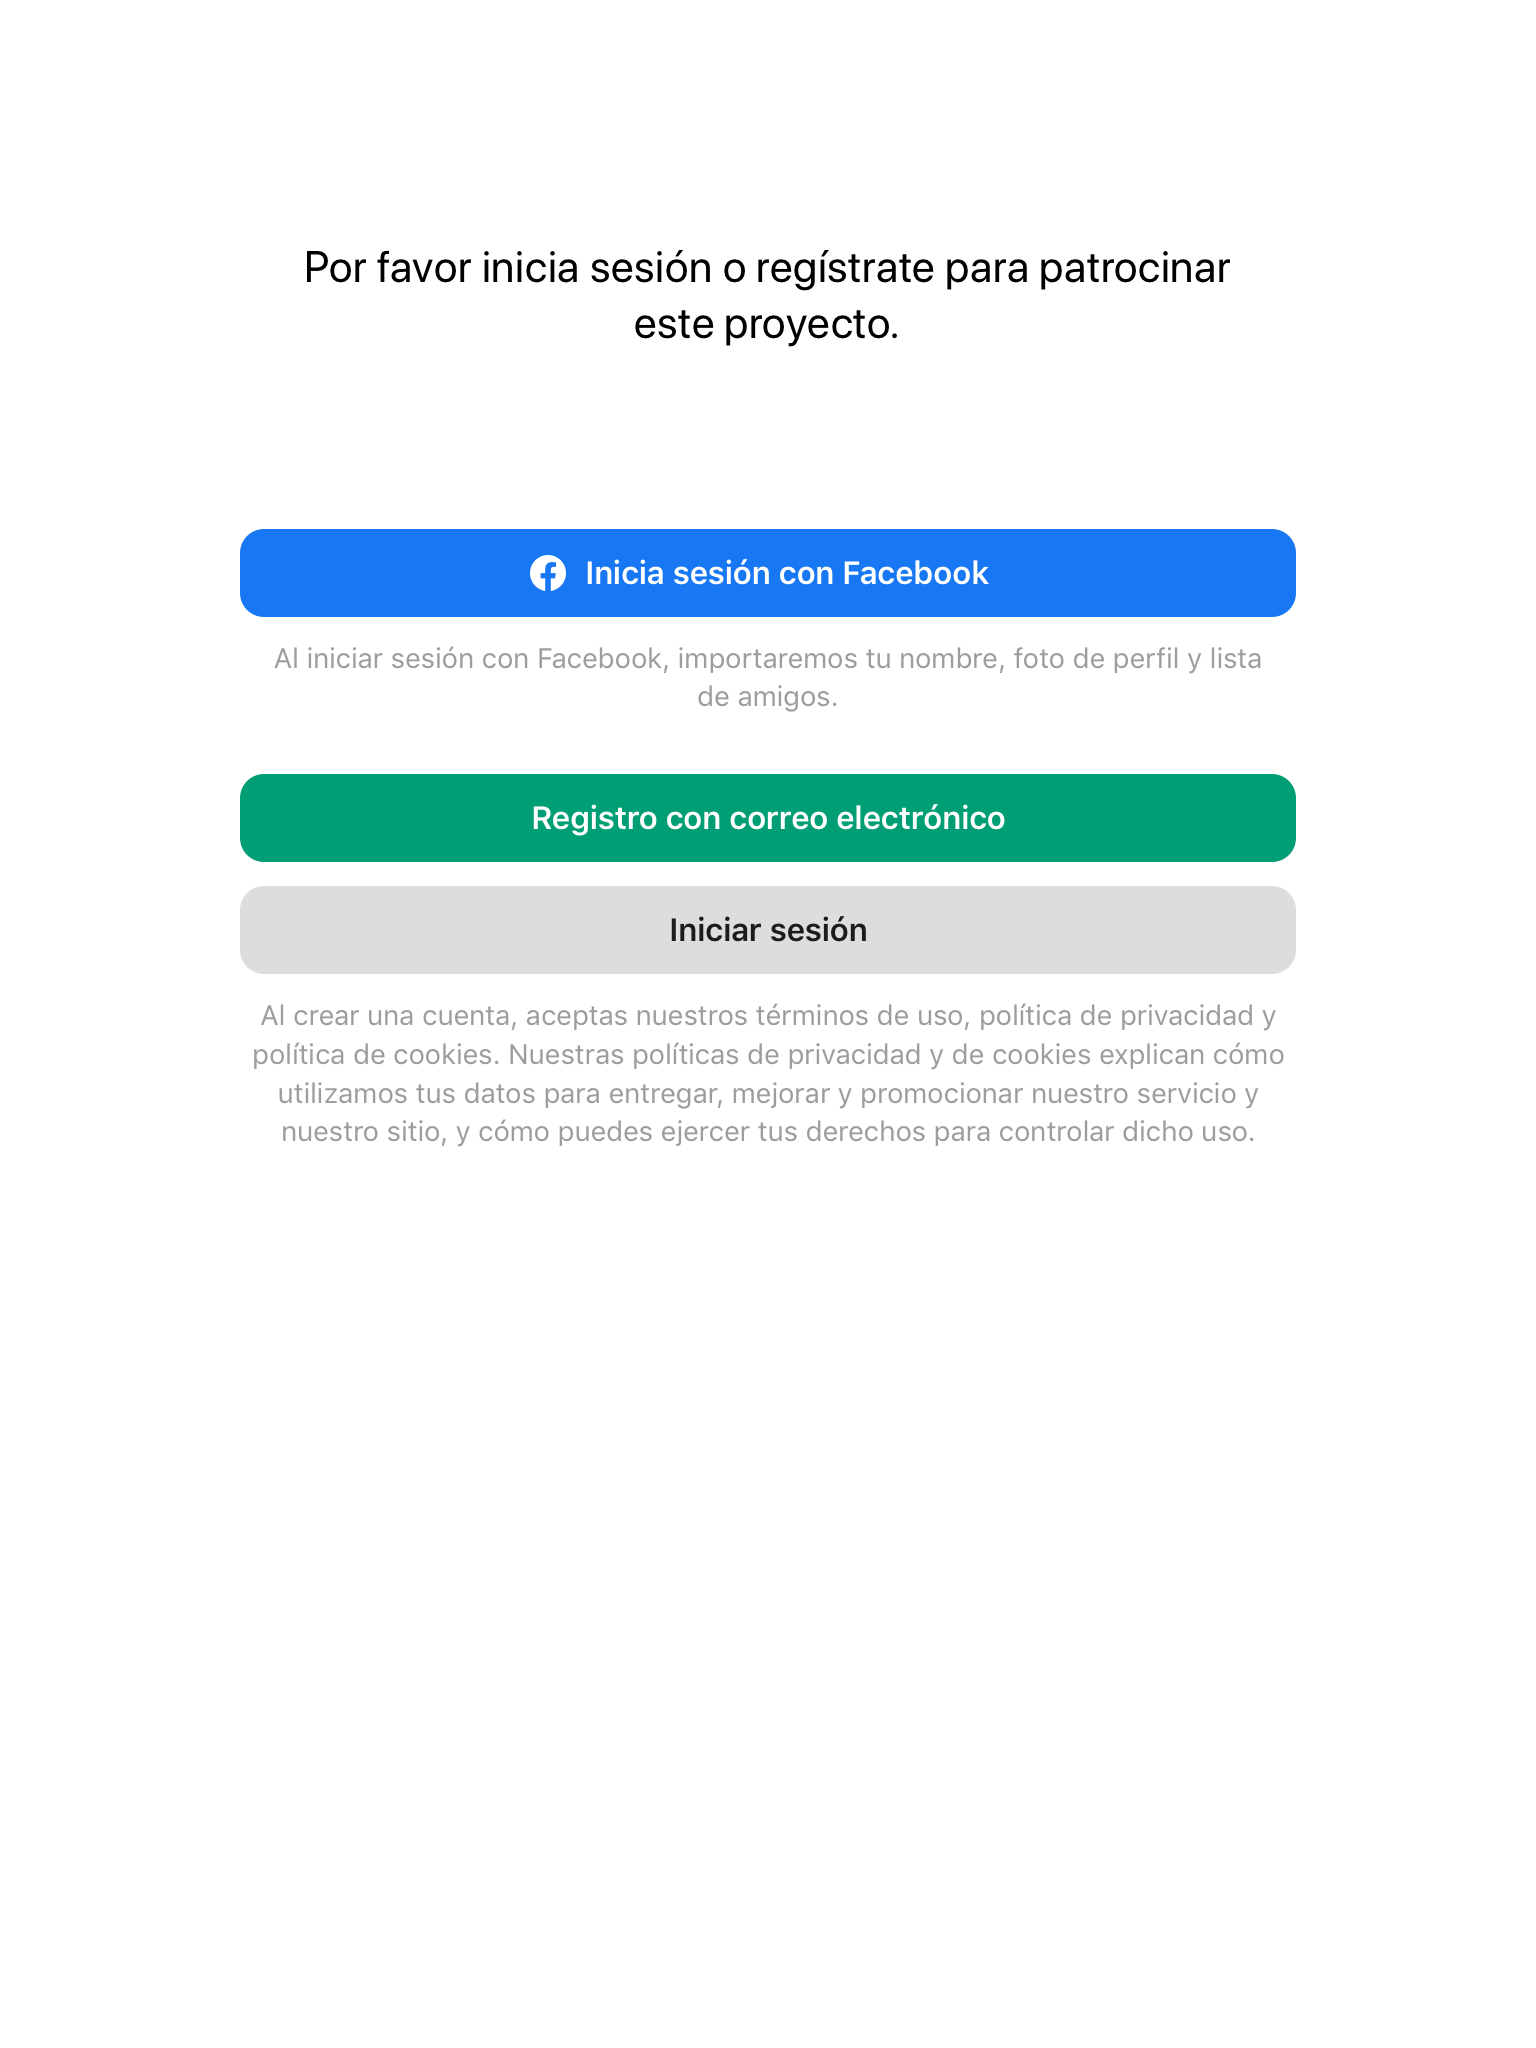 Por favor inicia sesión o regístrate para patrocinar
este proyecto.
Inicia sesión con Facebook
Al iniciar sesión con Facebook, importaremos tu nombre, foto de perfil y lista
de amigos.
Registro con correo electrónico
Iniciar sesión
Al crear una cuenta, aceptas nuestros términos de uso, política de privacidad y
política de cookies. Nuestras políticas de privacidad y de cookies explican cómo
utilizamos tus datos para entregar, mejorar y promocionar nuestro servicio y
nuestro sitio, y cómo puedes ejercer tus derechos para controlar dicho uso.